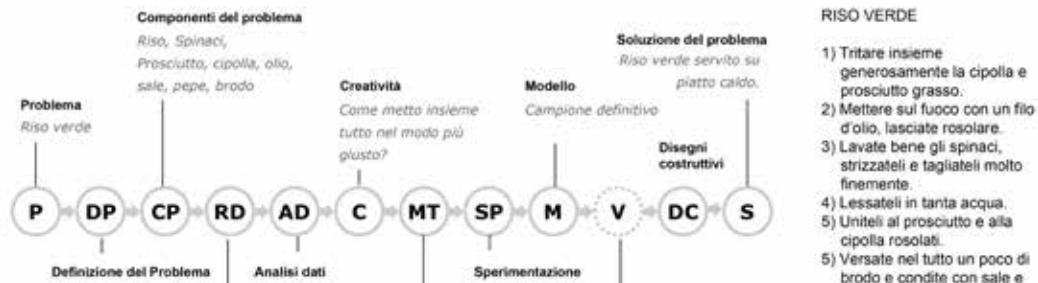 Componenti del problema
Riso, Spinaci,
Prosciutto, cipolla, olio,
sale, pepe, brodo
Problema
Riso verde
Creatività
Come metto insieme
tutto nel modo più
giusto?
Modello
Campione definitivo
Soluzione del problema
Riso verde servito su
piatto caldo.
Disegni
costruttivi
P DP CP RD AD C MT SP M V DC S
Definizione del Problema
Analisi dati
Sperimentazione
RISO VERDE
1) Tritare insieme
generosamente la cipolla e
prosciutto grasso.
2) Mettere sul fuoco con un filo
d'olio, lasciate rosolare.
3) Lavate bene gli spinaci,
strizzateli e tagliateli molto
finemente.
4) Lessateli in tanta acqua.
5) Uniteli al prosciutto e alla
cipolla rosolati.
5) Versate nel tutto un poco di
brodo e condite con sale e